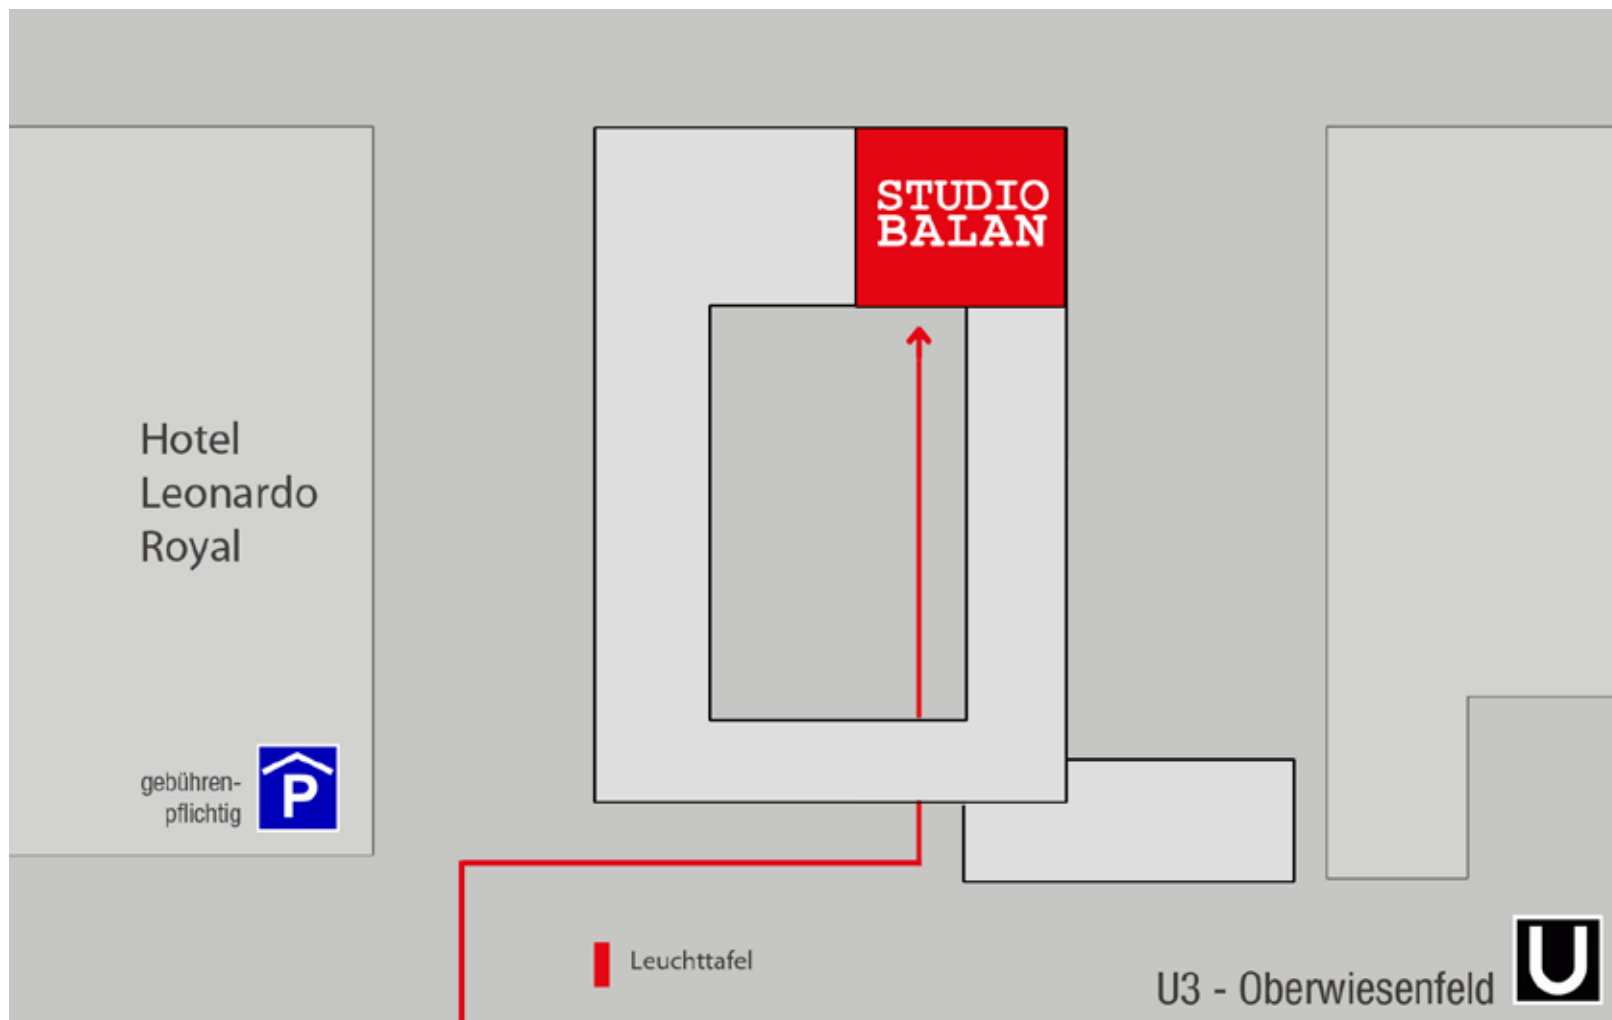 STUDIO
BALAN
Hotel
Leonardo
Royal
gebühren-
pflichtig
P
Leuchttafel
U3 - Oberwiesenfeld
U